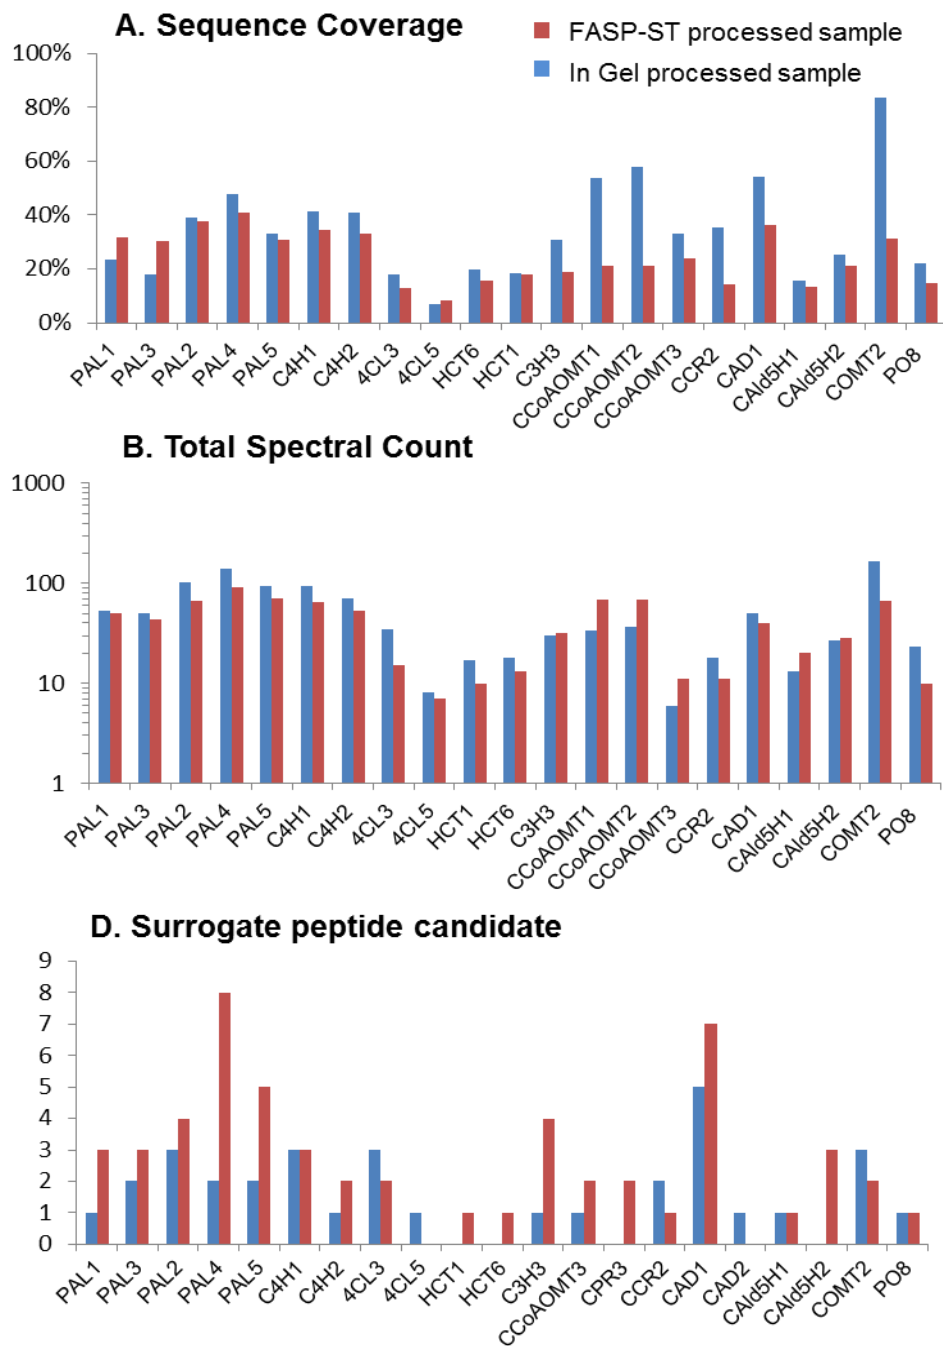 A. Sequence Coverage
FASP-ST processed sample
In Gel processed sample
100%
80%
60%
40%
20%
0%
PAL1 PAL3 PAL2 PAL4 PAL5 C4H1 C4H2 4CL3 4CL5 HCT6 HCT1 C3H3 CCoAOMT1 CCoAOMT2 CCoAOMT3 CCR2 CAD1 CAld5H1 CAld5H2 COMT2 PO8
B. Total Spectral Count
1000
100
10
1
PAL1 PAL3 PAL2 PAL4 PAL5 C4H1 C4H2 4CL3 4CL5 HCT1 HCT6 C3H3 CCoAOMT1 CCoAOMT2 CCoAOMT3 CCR2 CAD1 CAld5H1 CAld5H2 COMT2 PO8
D. Surrogate peptide candidate
9
8
7
6
5
4
3
2
1
0
PAL1 PAL3 PAL2 PAL4 PAL5 C4H1 C4H2 4CL3 4CL5 HCT1 HCT6 C3H3 CCoAOMT3 CPR3 CCR2 CAD1 CAD2 CAld5H1 CAld5H2 COMT2 PO8